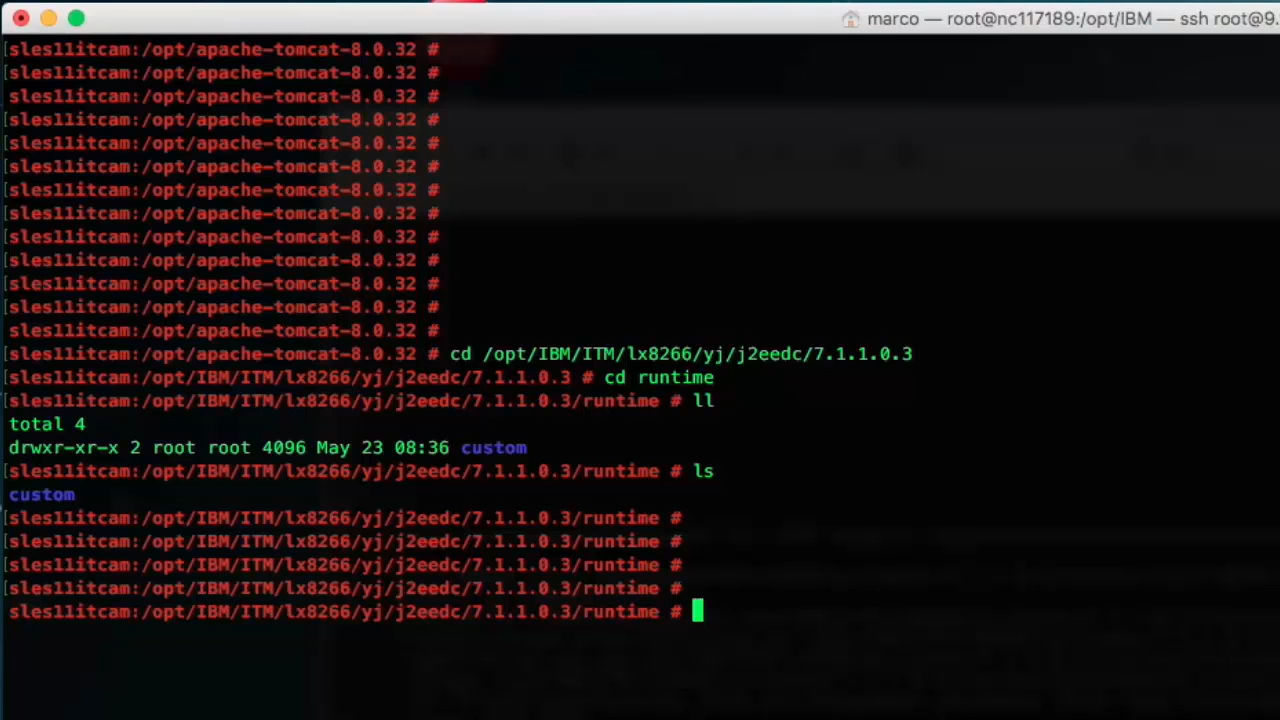 marco — root@nc117189:/opt/IBM — ssh root@9.
sles11itcam:/opt/apache-tomcat-8.0.32 #
sles11itcam:/opt/apache-tomcat-8.0.32 #
sles11itcam:/opt/apache-tomcat-8.0.32 #
sles11itcam:/opt/apache-tomcat-8.0.32 #
sles11itcam:/opt/apache-tomcat-8.0.32 #
sles11itcam:/opt/apache-tomcat-8.0.32 #
sles11itcam:/opt/apache-tomcat-8.0.32 #
sles11itcam:/opt/apache-tomcat-8.0.32 #
sles11itcam:/opt/apache-tomcat-8.0.32 #
sles11itcam:/opt/apache-tomcat-8.0.32 #
sles11itcam:/opt/apache-tomcat-8.0.32 #
sles11itcam:/opt/apache-tomcat-8.0.32 #
sles11itcam:/opt/apache-tomcat-8.0.32 #
sles11itcam:/opt/apache-tomcat-8.0.32 # cd /opt/IBM/ITM/lx8266/yj/j2eedc/7.1.1.0.3
sles11itcam:/opt/IBM/ITM/lx8266/yj/j2eedc/7.1.1.0.3 # cd runtime
sles11itcam:/opt/IBM/ITM/lx8266/yj/j2eedc/7.1.1.0.3/runtime # ll
total 4
drwxr-xr-x 2 root root 4096 May 23 08:36 custom
sles11itcam:/opt/IBM/ITM/lx8266/yj/j2eedc/7.1.1.0.3/runtime # ls
custom
sles11itcam:/opt/IBM/ITM/lx8266/yj/j2eedc/7.1.1.0.3/runtime #
sles11itcam:/opt/IBM/ITM/lx8266/yj/j2eedc/7.1.1.0.3/runtime #
sles11itcam:/opt/IBM/ITM/lx8266/yj/j2eedc/7.1.1.0.3/runtime #
sles11itcam:/opt/IBM/ITM/lx8266/yj/j2eedc/7.1.1.0.3/runtime #
sles11itcam:/opt/IBM/ITM/lx8266/yj/j2eedc/7.1.1.0.3/runtime #